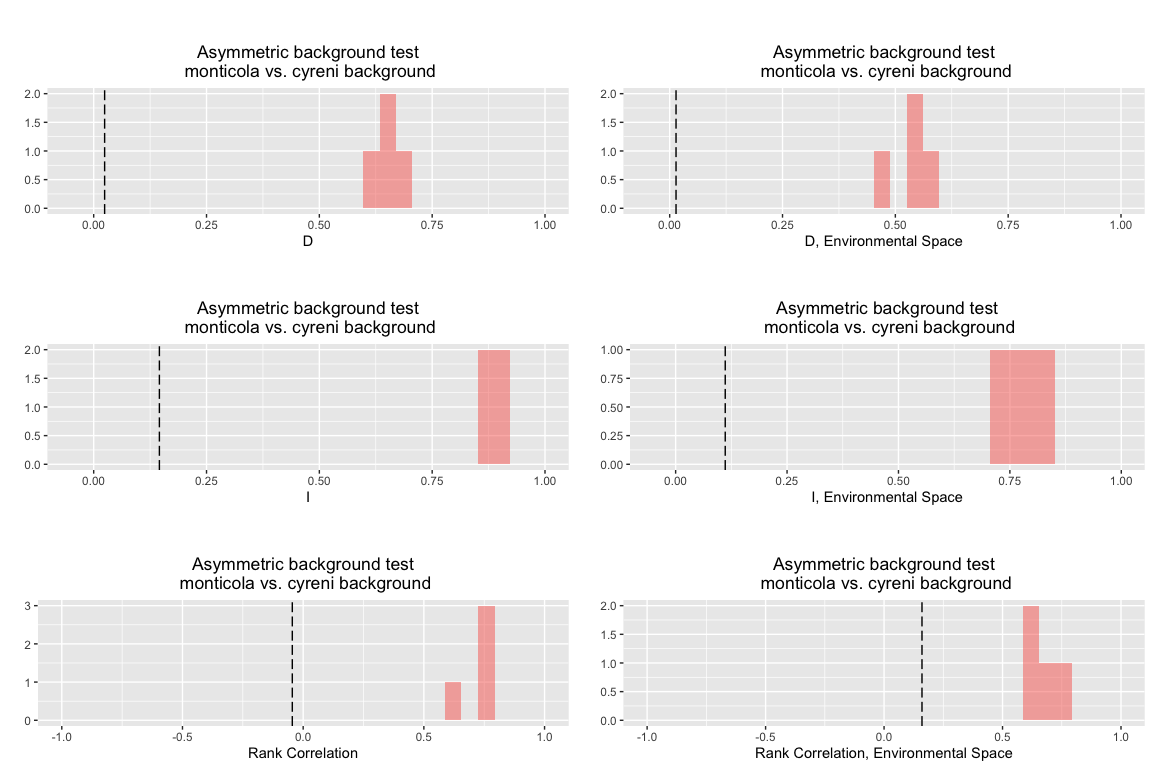 Asymmetric background test
monticola vs. cyreni background
2.0
1.5
1.0
0.5
0.0
0.00 0.25 0.50 0.75 1.00
D
Asymmetric background test
monticola vs. cyreni background
2.0
1.5
1.0
0.5
0.0
0.00 0.25 0.50 0.75 1.00
D, Environmental Space
Asymmetric background test
monticola vs. cyreni background
2.0
1.5
1.0
0.5
0.0
0.00 0.25 0.50 0.75 1.00
I
Asymmetric background test
monticola vs. cyreni background
1.00
0.75
0.50
0.25
0.00
0.00 0.25 0.50 0.75 1.00
I, Environmental Space
Asymmetric background test
monticola vs. cyreni background
3
2
1
0
-1.0 -0.5 0.0 0.5 1.0
Rank Correlation
Asymmetric background test
monticola vs. cyreni background
2.0
1.5
1.0
0.5
0.0
-1.0 -0.5 0.0 0.5 1.0
Rank Correlation, Environmental Space